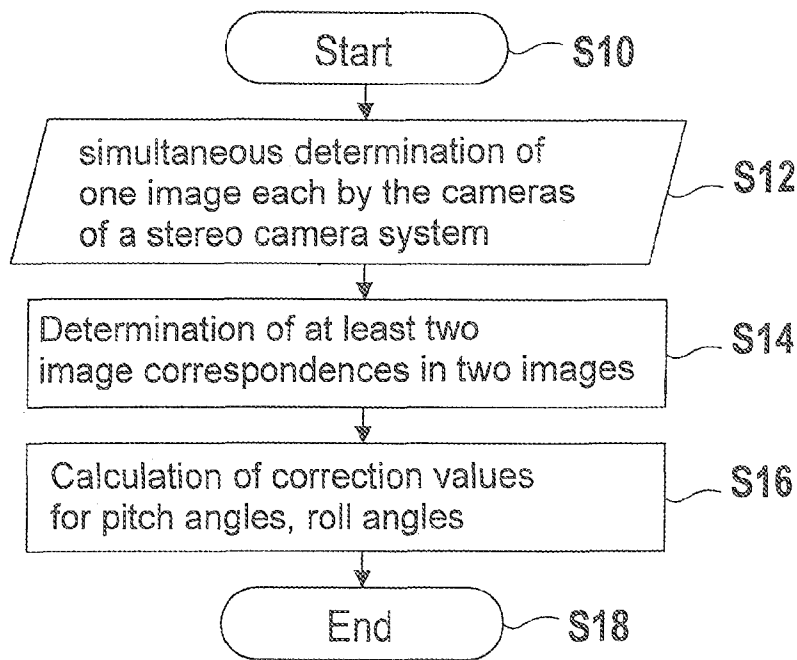 Start
S10
simultaneous determination of
one image each by the cameras
of a stereo camera system
S12
Determination of at least two
image correspondences in two images
S14
Calculation of correction values
for pitch angles, roll angles
S16
End
S18